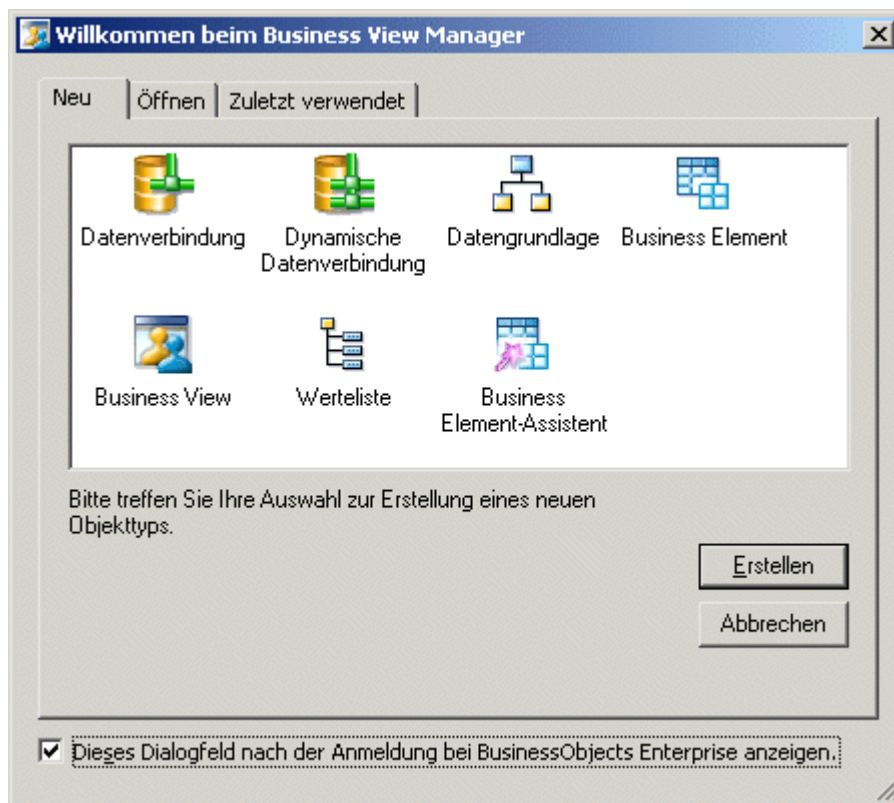 Willkommen beim Business View Manager
Neu
Öffnen
Zuletzt verwendet
Datenverbindung
Dynamische
Datenverbindung
Datengrundlage
Business Element
Business View
Werteliste
Business
Element-Assistent
Bitte treffen Sie Ihre Auswahl zur Erstellung eines neuen
Objekttyps.
Erstellen
Abbrechen
Dieses Dialogfeld nach der Anmeldung bei BusinessObjects Enterprise anzeigen.